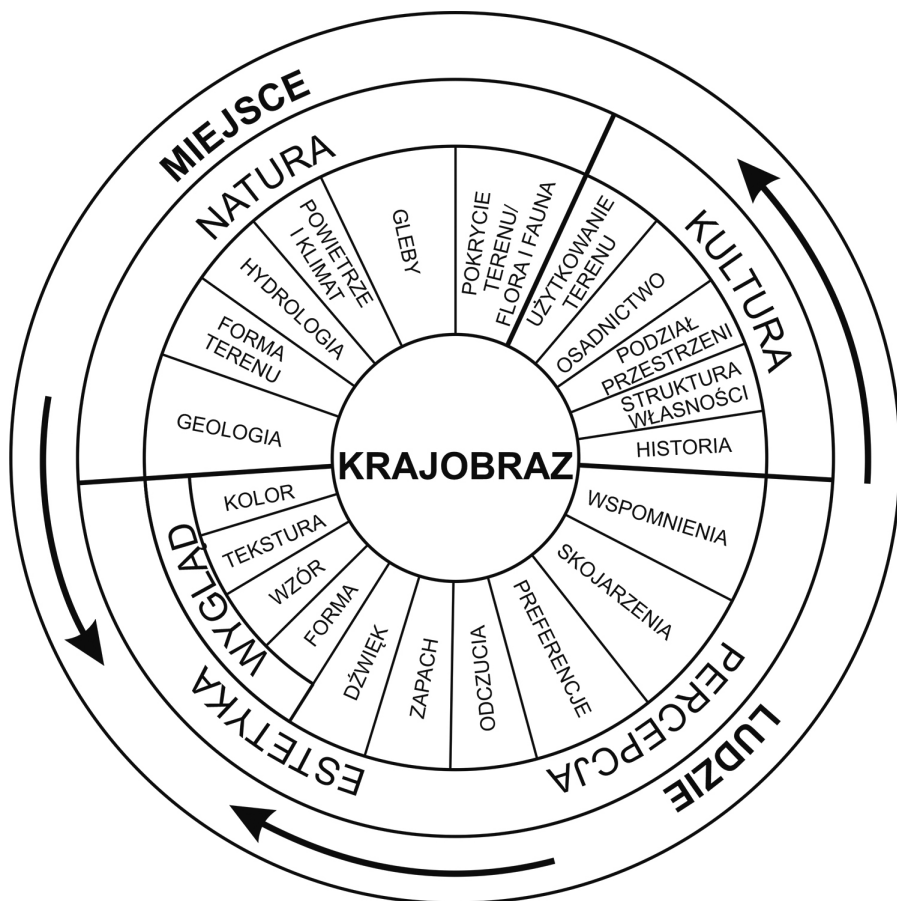 MIEJSCE
NATURA
GEOLOGIA
FORMA
TERENU
HYDROLOGIA
POWIETRZE
I KLIMAT
GLEBY
POKRYCIE
TERENU/
FLORA I FAUNA
KULTURA
UŻYTKOWANIE
TERENU
OSADNICTWO
PODZIAŁ
PRZESTRZENI
STRUKTURA
WŁASNOŚCI
HISTORIA
KRAJOBRAZ
LUDZIE
PERCEPCJA
WSPOMNIENIA
SKOJARZENIA
PREFERENCJE
ODCZUCIA
ZAPACH
DŹWIĘK
ESTETYKA
WYGLĄD
FORMA
WZÓR
TEKSTURA
KOLOR